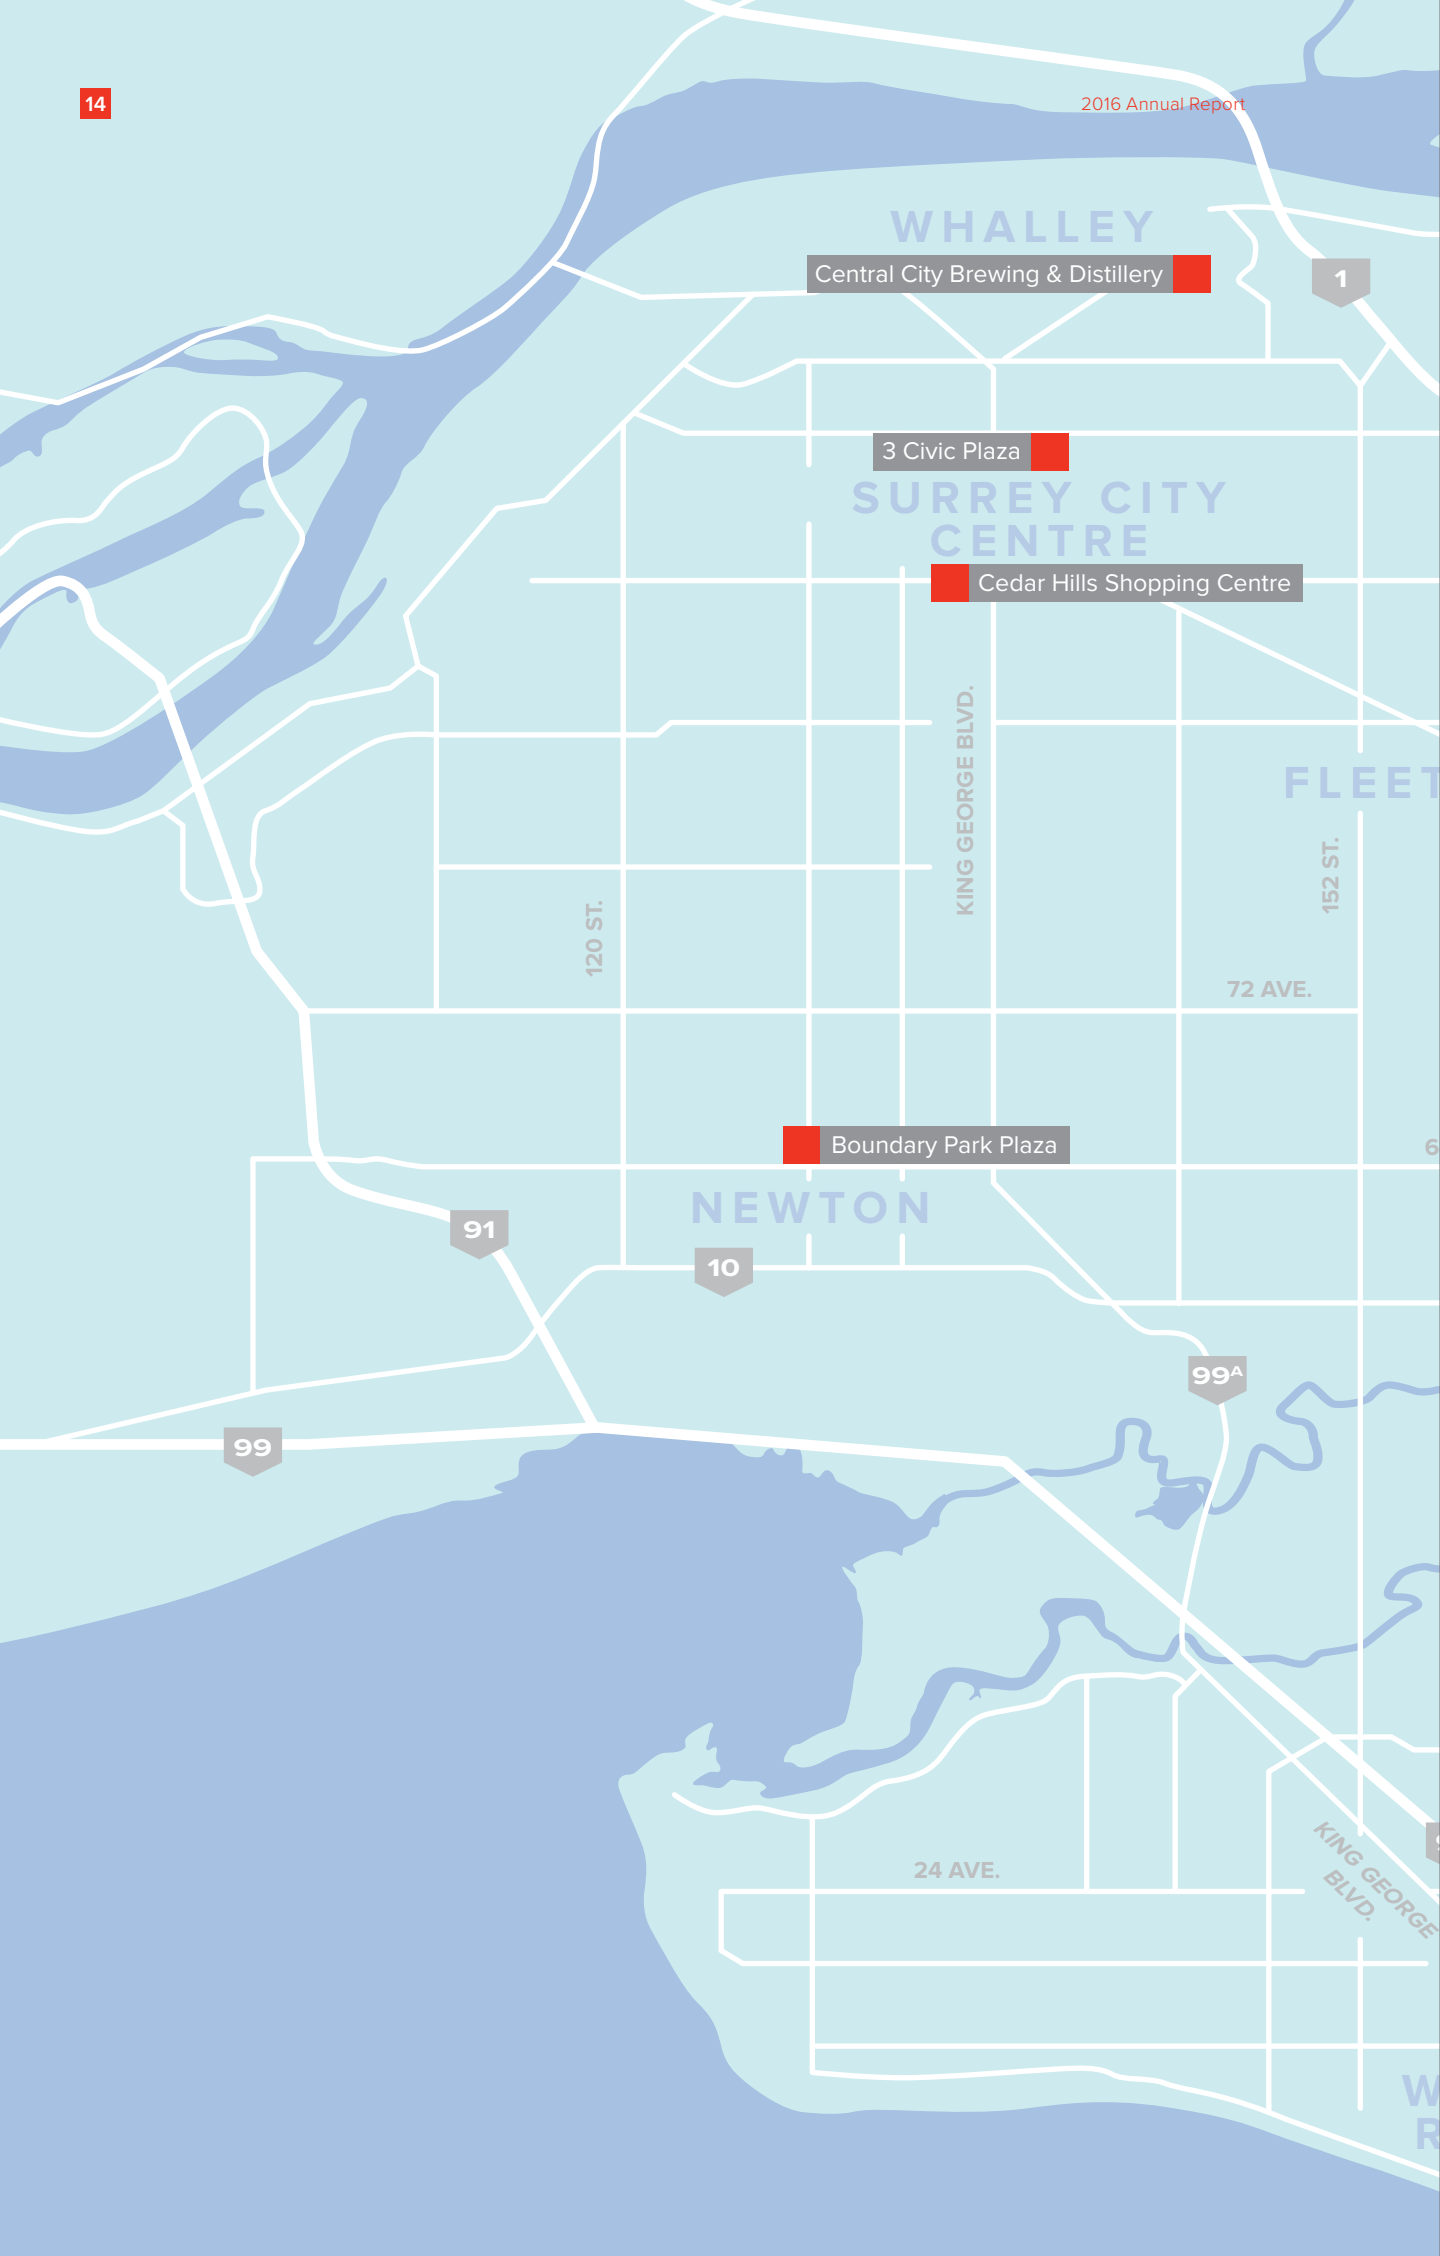 14
2016 Annual Report
WHALLEY
Central City Brewing & Distillery
1
3 Civic Plaza
SURREY CITY
CENTRE
Cedar Hills Shopping Centre
KING GEORGE BLVD.
FLEET
152 ST.
120 ST.
72 AVE.
Boundary Park Plaza
6
NEWTON
91
10
99A
99
KING GEORGE
BLVD.
24 AVE.
W
R